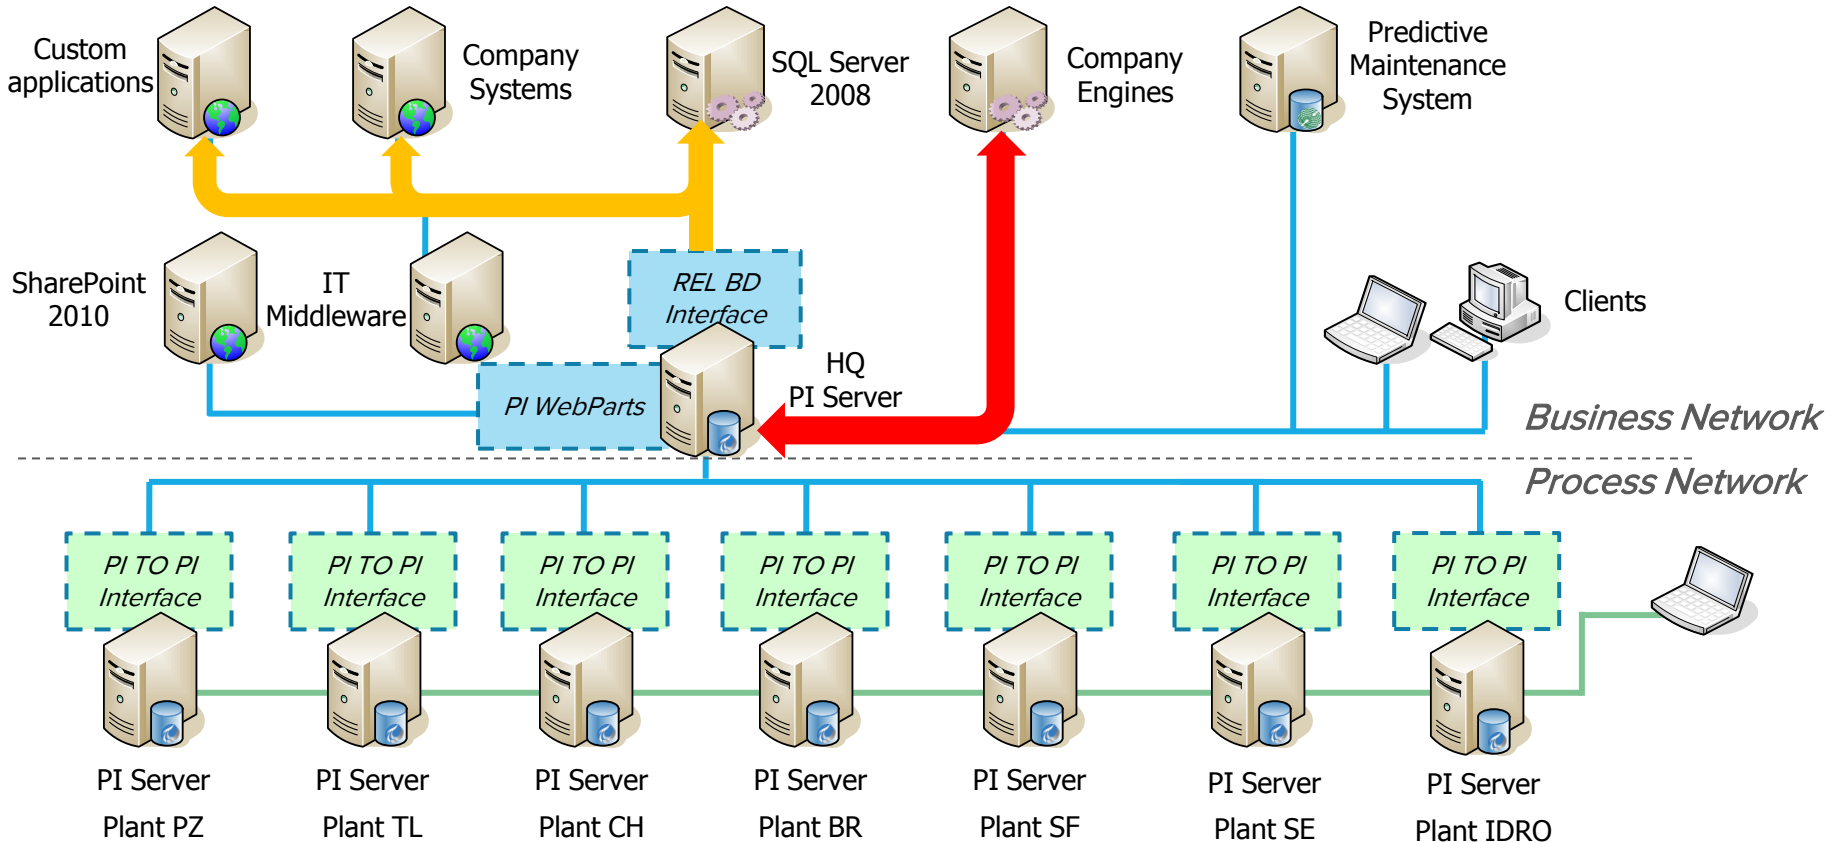 Custom
applications
Company
Systems
SQL Server
2008
Company
Engines
Predictive
Maintenance
System
SharePoint
2010
IT
Middleware
REL BD
Interface
Clients
HQ
PI Server
PI WebParts
Business Network
Process Network
PI TO PI
Interface
PI TO PI
Interface
PI TO PI
Interface
PI TO PI
Interface
PI TO PI
Interface
PI TO PI
Interface
PI TO PI
Interface
PI Server
Plant PZ
PI Server
Plant TL
PI Server
Plant CH
PI Server
Plant BR
PI Server
Plant SF
PI Server
Plant SE
PI Server
Plant IDRO